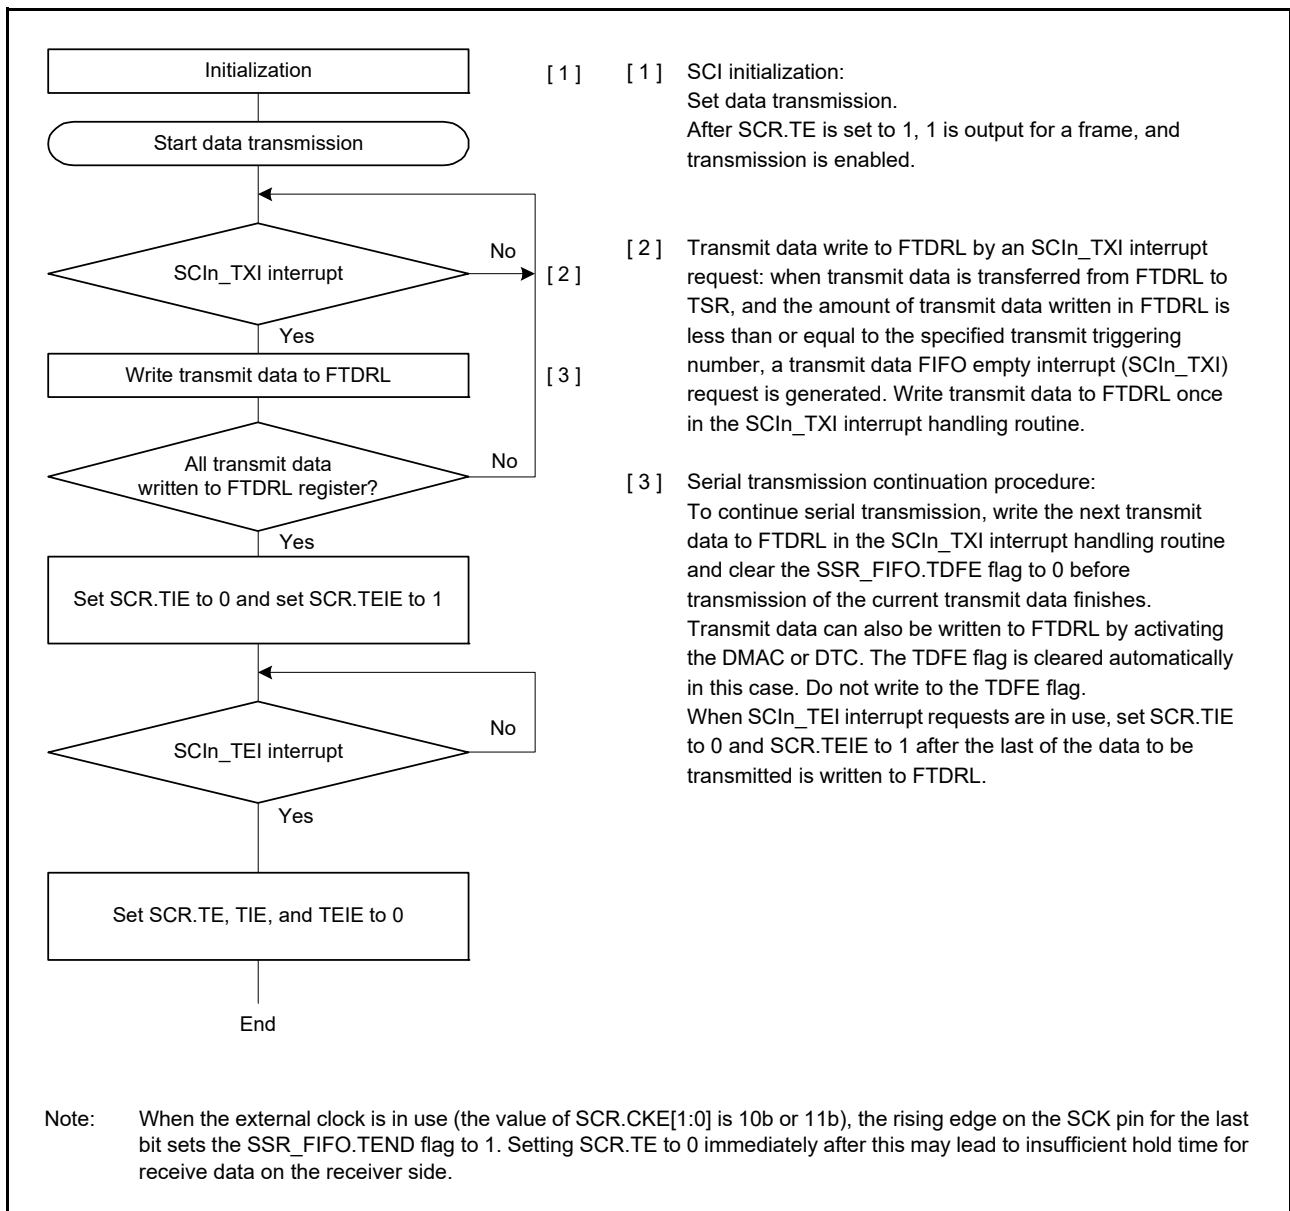 Initialization
[ 1 ]
Start data transmission
SCIn_TXI interrupt
No
[ 2 ]
Yes
Write transmit data to FTDRL
[ 3 ]
All transmit data
written to FTDRL register?
No
Yes
Set SCR.TIE to 0 and set SCR.TEIE to 1
SCIn_TEI interrupt
No
Yes
Set SCR.TE, TIE, and TEIE to 0
End
[ 1 ] SCI initialization:
Set data transmission.
After SCR.TE is set to 1, 1 is output for a frame, and
transmission is enabled.
[ 2 ] Transmit data write to FTDRL by an SCIn_TXI interrupt
request: when transmit data is transferred from FTDRL to
TSR, and the amount of transmit data written in FTDRL is
less than or equal to the specified transmit triggering
number, a transmit data FIFO empty interrupt (SCIn_TXI)
request is generated. Write transmit data to FTDRL once
in the SCIn_TXI interrupt handling routine.
[ 3 ] Serial transmission continuation procedure:
To continue serial transmission, write the next transmit
data to FTDRL in the SCIn_TXI interrupt handling routine
and clear the SSR_FIFO.TDFE flag to 0 before
transmission of the current transmit data finishes.
Transmit data can also be written to FTDRL by activating
the DMAC or DTC. The TDFE flag is cleared automatically
in this case. Do not write to the TDFE flag.
When SCIn_TEI interrupt requests are in use, set SCR.TIE
to 0 and SCR.TEIE to 1 after the last of the data to be
transmitted is written to FTDRL.
Note: When the external clock is in use (the value of SCR.CKE[1:0] is 10b or 11b), the rising edge on the SCK pin for the last
bit sets the SSR_FIFO.TEND flag to 1. Setting SCR.TE to 0 immediately after this may lead to insufficient hold time for
receive data on the receiver side.